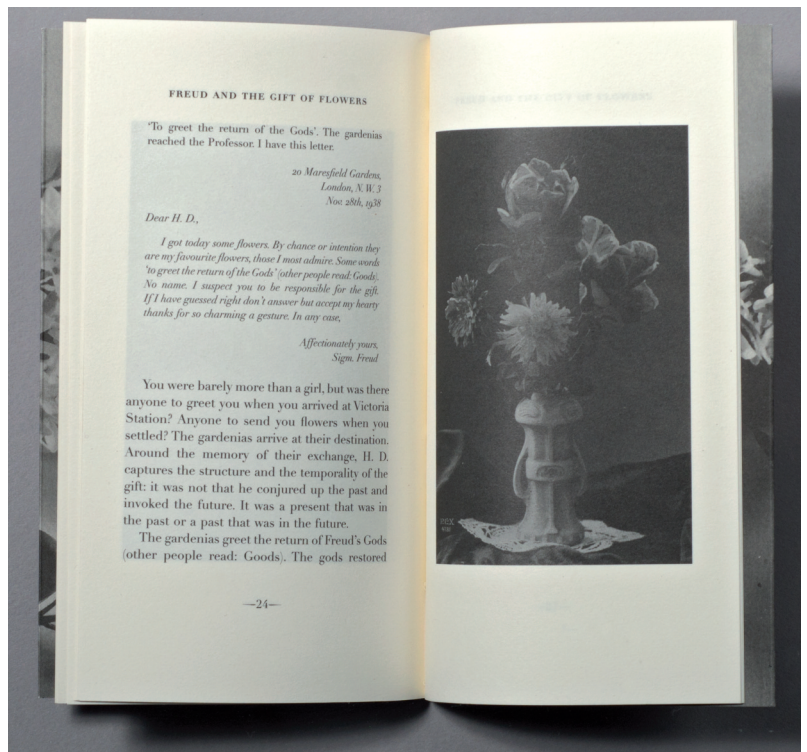 FREUD AND THE GIFT OF FLOWERS
'To greet the return of the Gods'. The gardenias
reached the Professor. I have this letter.
20 Maresfield Gardens,
London, N. W. 3
Nov. 28th, 1938
Dear H. D.,
I got today some flowers. By chance or intention they
are my favourite flowers, those I most admire. Some words
'to greet the return of the Gods' (other people read: Goods).
No name. I suspect you to be responsible for the gift.
If I have guessed right don't answer but accept my hearty
thanks for so charming a gesture. In any case,
Affectionately yours,
Sigm. Freud
You were barely more than a girl, but was there
anyone to greet you when you arrived at Victoria
Station? Anyone to send you flowers when you
settled? The gardenias arrive at their destination.
Around the memory of their exchange, H. D.
captures the structure and the temporality of the
gift: it was not that he conjured up the past and
invoked the future. It was a present that was in
the past or a past that was in the future.
The gardenias greet the return of Freud's Gods
(other people read: Goods). The gods restored
—24—